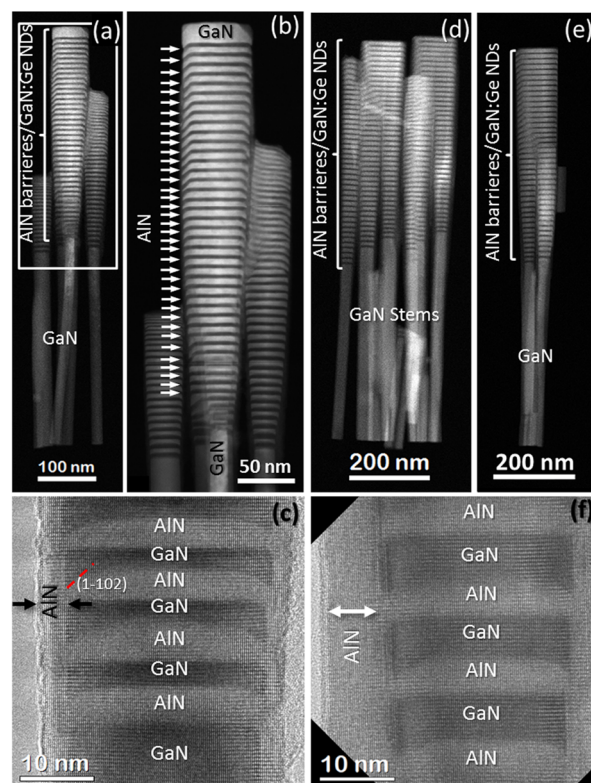 (a)
AlN barrieres/GaN:Ge NDs
GaN
100 nm
(b)
GaN
AlN
GaN
50 nm
(d)
AlN barrieres/GaN:Ge NDs
GaN Stems
200 nm
(e)
AlN barrieres/GaN:Ge NDs
GaN
200 nm
(c)
AlN
GaN
AlN
(1-102)
AlN
GaN
AlN
GaN
AlN
GaN
10 nm
(f)
AlN
GaN
AlN
AlN
GaN
AlN
GaN
AlN
10 nm